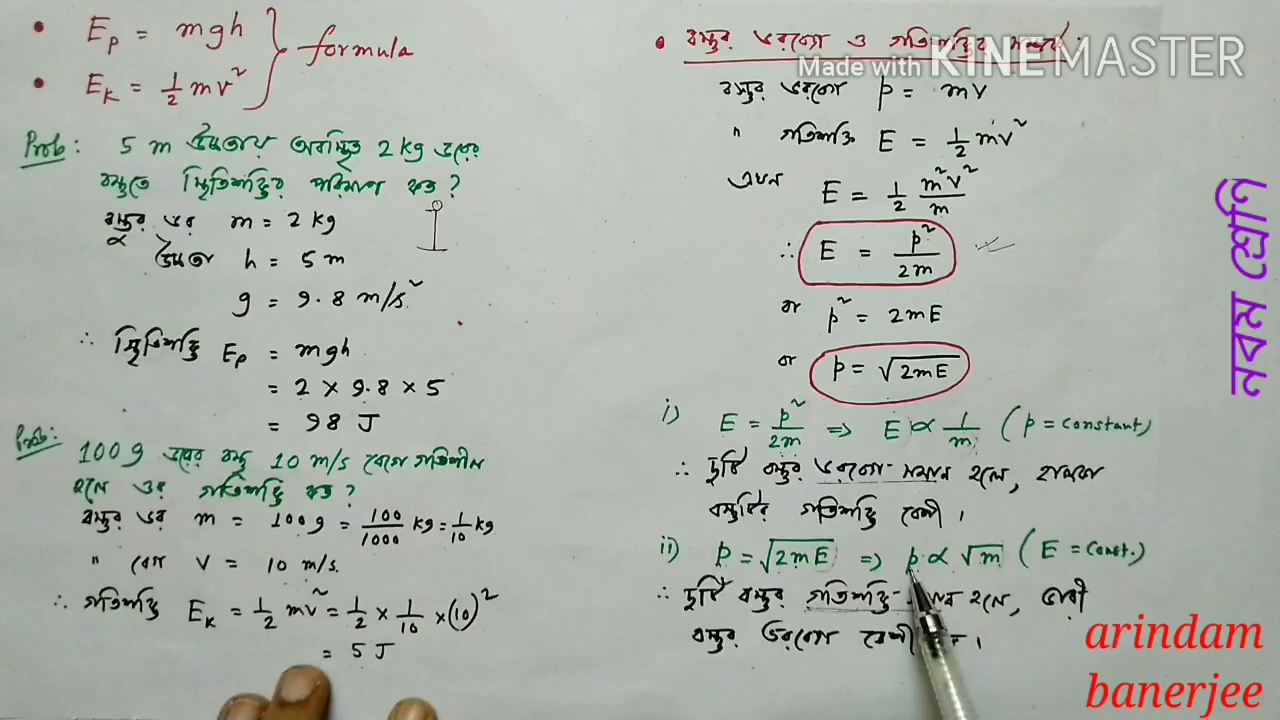 • Ep = mgh
• EK = 1/2 mv² } formula
Prob: 5 m উচ্চতায় অবস্থিত 2 kg ভরের
বস্তুতে স্থিতিশক্তির পরিমাণ কত ?
বস্তুর ভর m = 2 kg
উচ্চতা h = 5 m
g = 9.8 m/s²
∴ স্থিতিশক্তি Ep = mgh
= 2 × 9.8 × 5
= 98 J
Prob: 100g ভরের বস্তু 10 m/s বেগে গতিশীল
হলে ওর গতিশক্তি কত ?
বস্তুর ভর m = 100g = 100/1000 kg = 1/10 kg
" বেগ v = 10 m/s.
∴ গতিশক্তি EK = 1/2 mv² = 1/2 × 1/10 × (10)²
= 5 J
• বস্তুর ভরবেগ ও গতিশক্তির সম্পর্ক :
Made with KINEMASTER
বস্তুর ভরবেগ p = mv
" গতিশক্তি E = 1/2 mv²
এখন E = 1/2 m²v²/m
∴ E = p²/2m
বা p² = 2mE
বা p = √2mE
i) E = p²/2m ⇒ E ∝ 1/m (p = constant)
∴ দুটি বস্তুর ভরবেগ সমান হলে, হালকা
বস্তুটির গতিশক্তি বেশী ।
ii) p = √2mE ⇒ p ∝ √m (E = const.)
∴ দুটি বস্তুর গতিশক্তি হলে, ভারী
বস্তুর ভরবেগ বেশী ।
নবম শ্রেণি
arindam
banerjee